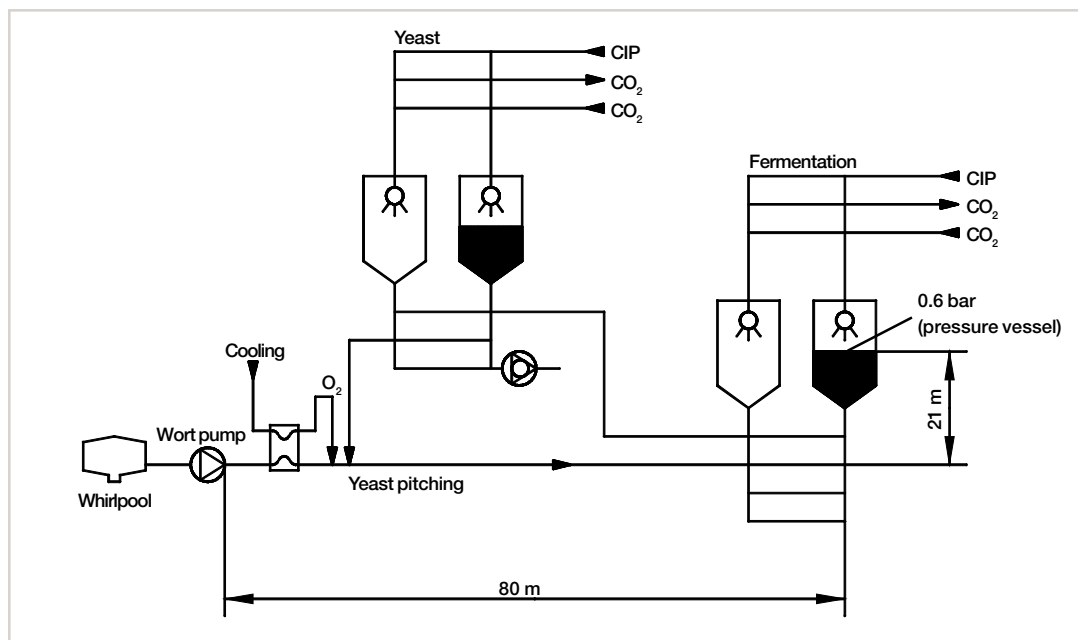 Yeast
CIP
CO2
CO2
Fermentation
CIP
CO2
CO2
0.6 bar
(pressure vessel)
Cooling
O2
21 m
Wort pump
Whirlpool
Yeast pitching
80 m